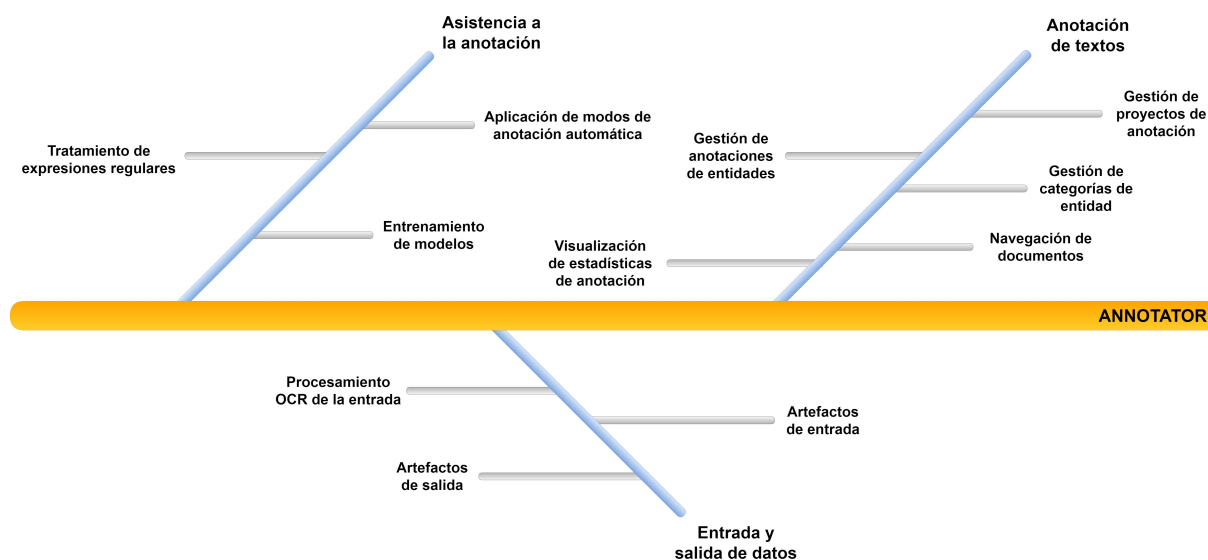 Asistencia a
la anotación
Anotación
de textos
Aplicación de modos de
anotación automática
Tratamiento de
expresiones regulares
Entrenamiento
de modelos
Gestión de
proyectos de
anotación
Gestión de
anotaciones
de entidades
Gestión de
categorías de
entidad
Navegación de
documentos
Visualización
de estadísticas
de anotación
ANNOTATOR
Procesamiento
OCR de la entrada
Artefactos
de entrada
Artefactos
de salida
Entrada y
salida de datos